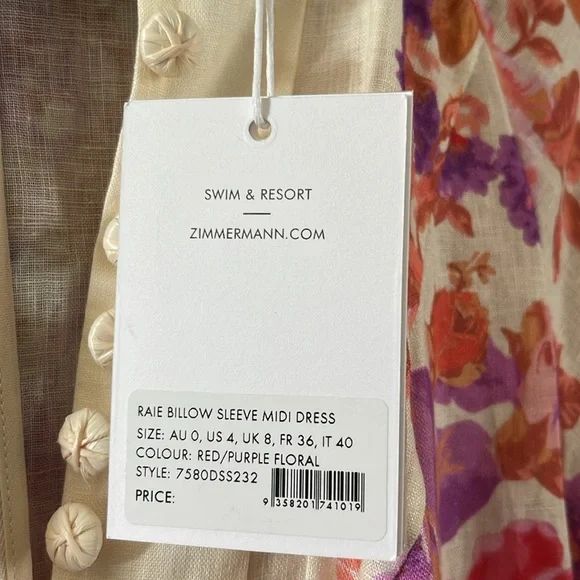 SWIM & RESORT
ZIMMERMANN.COM
RAIE BILLOW SLEEVE MIDI DRESS
SIZE: AU 0, US 4, UK 8, FR 36, IT 40
COLOUR: RED/PURPLE FLORAL
STYLE: 7580DSS232
PRICE:
9 358201 741019